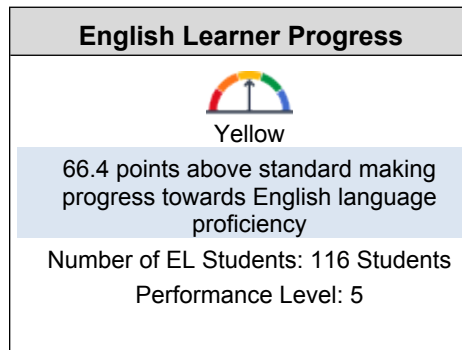 English Learner Progress
Yellow
66.4 points above standard making
progress towards English language
proficiency
Number of EL Students: 116 Students
Performance Level: 5